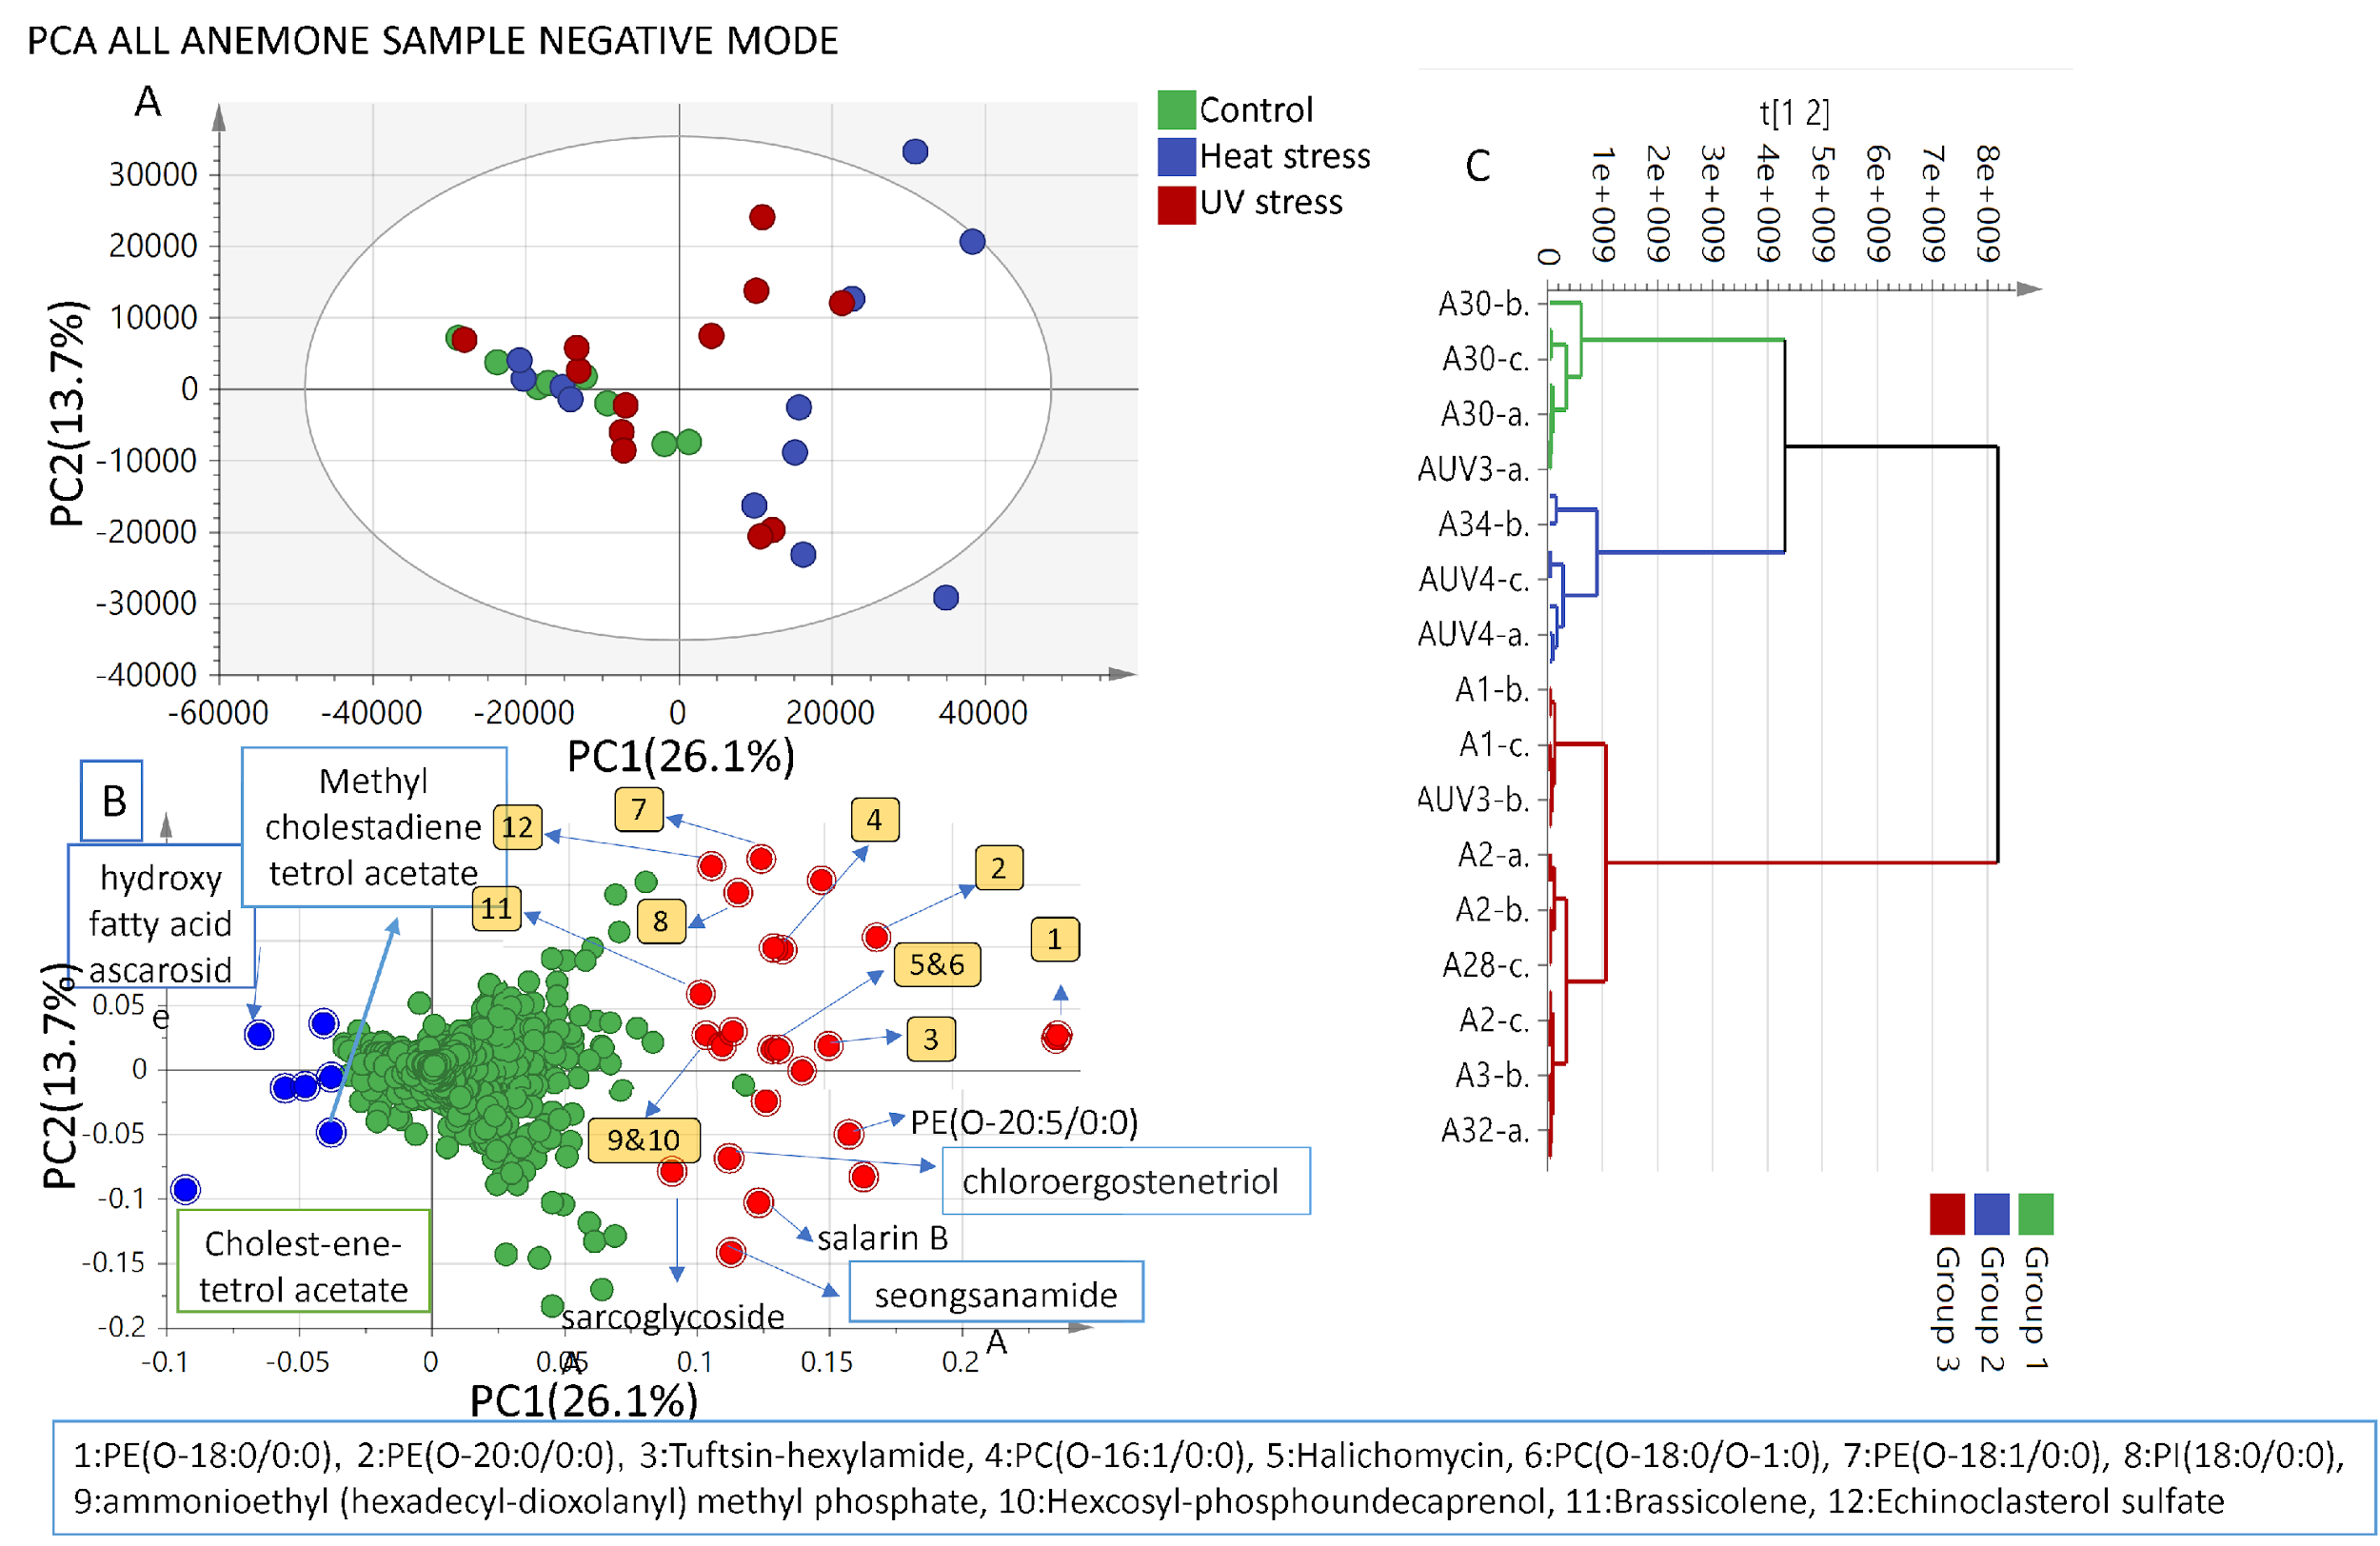 PCA ALL ANEMONE SAMPLE NEGATIVE MODE
A
Control
Heat stress
UV stress
PC2(13.7%)
30000
20000
10000
0
-10000
-20000
-30000
-40000
-60000
-40000
-20000
0
20000
40000
PC1(26.1%)
B
Methyl
cholestadiene
tetrol acetate
hydroxy
fatty acid
ascarosid
e
12
7
4
2
11
8
1
5&6
3
9&10
PC2(13.7%)
0.05
0
-0.05
-0.1
-0.15
-0.2
PE(O-20:5/0:0)
chloroergostenetriol
salarin B
seongsanamide
sarcoglycoside
Cholest-ene-
tetrol acetate
-0.1
-0.05
0
0.05
0.1
0.15
0.2
A
A
PC1(26.1%)
C
t[1 2]
0
1e+009
2e+009
3e+009
4e+009
5e+009
6e+009
7e+009
8e+009
A30-b.
A30-c.
A30-a.
AUV3-a.
A34-b.
AUV4-c.
AUV4-a.
A1-b.
A1-c.
AUV3-b.
A2-a.
A2-b.
A28-c.
A2-c.
A3-b.
A32-a.
Group 3
Group 2
Group 1
1:PE(O-18:0/0:0), 2:PE(O-20:0/0:0), 3:Tuftsin-hexylamide, 4:PC(O-16:1/0:0), 5:Halichomycin, 6:PC(O-18:0/O-1:0), 7:PE(O-18:1/0:0), 8:PI(18:0/0:0),
9:ammonioethyl (hexadecyl-dioxolanyl) methyl phosphate, 10:Hexcosyl-phosphoundecaprenol, 11:Brassicolene, 12:Echinoclasterol sulfate